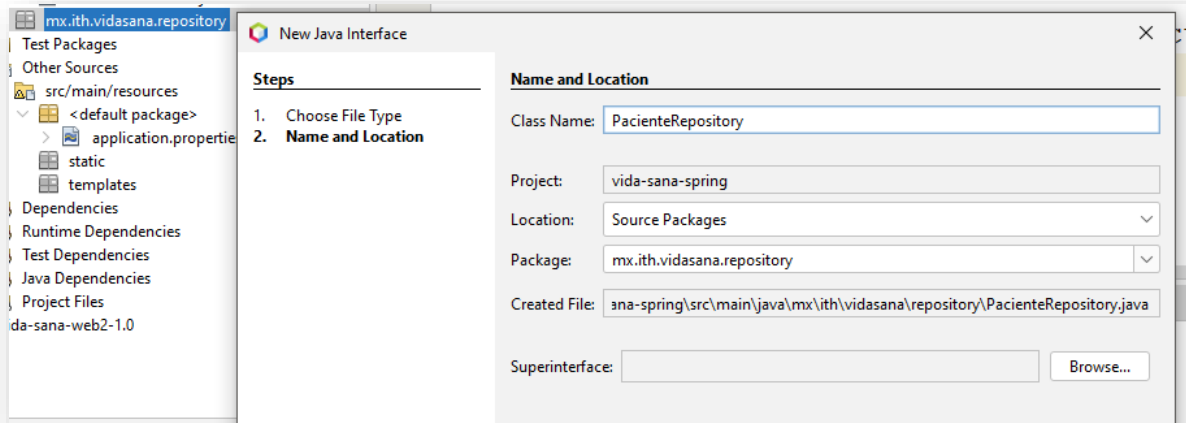 mx.ith.vidasana.repository
Test Packages
Other Sources
src/main/resources
<default package>
application.propertie
static
templates
Dependencies
Runtime Dependencies
Test Dependencies
Java Dependencies
Project Files
ida-sana-web2-1.0
New Java Interface
Steps
1. Choose File Type
2. Name and Location
Name and Location
Class Name: PacienteRepository
Project: vida-sana-spring
Location: Source Packages
Package: mx.ith.vidasana.repository
Created File: ana-spring\src\main\java\mx\ith\vidasana\repository\PacienteRepository.java
Superinterface:
Browse...